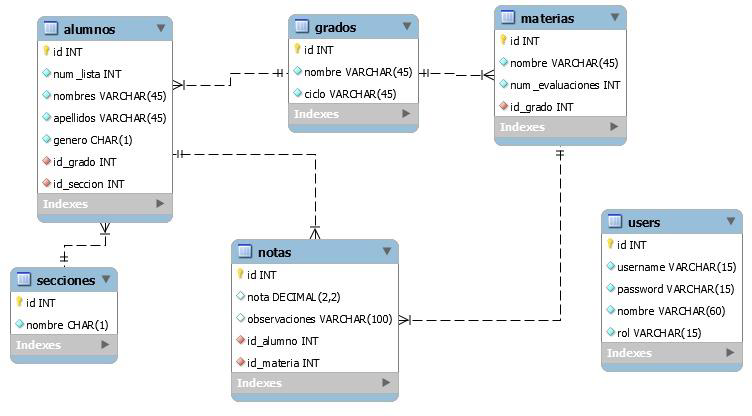 alumnos
id INT
num_lista INT
nombres VARCHAR(45)
apellidos VARCHAR(45)
genero CHAR(1)
id_grado INT
id_seccion INT
Indexes
grados
id INT
nombre VARCHAR(45)
ciclo VARCHAR(45)
Indexes
materias
id INT
nombre VARCHAR(45)
num_evaluaciones INT
id_grado INT
Indexes
secciones
id INT
nombre CHAR(1)
Indexes
notas
id INT
nota DECIMAL(2,2)
observaciones VARCHAR(100)
id_alumno INT
id_materia INT
Indexes
users
id INT
username VARCHAR(15)
password VARCHAR(15)
nombre VARCHAR(60)
rol VARCHAR(15)
Indexes